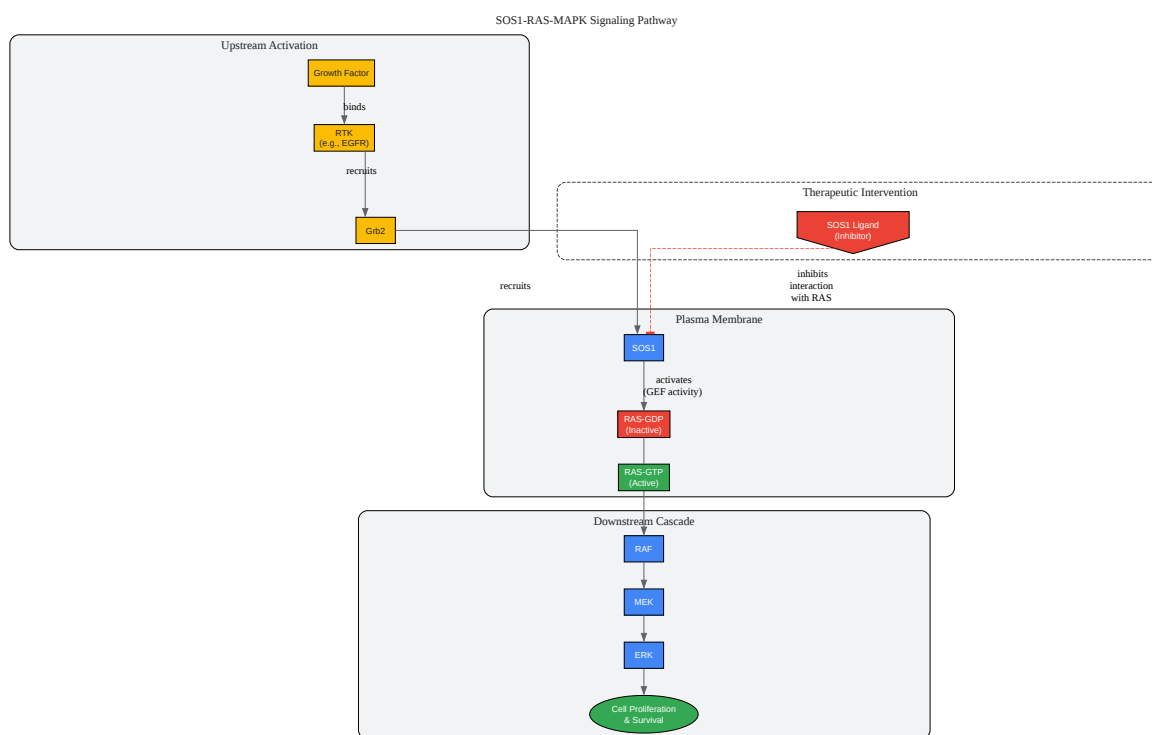 SOS1-RAS-MAPK Signaling Pathway
Upstream Activation
Growth Factor
binds
RTK
(e.g., EGFR)
recruits
Grb2
Therapeutic Intervention
SOS1 Ligand
(Inhibitor)
recruits
inhibits
interaction
with RAS
Plasma Membrane
SOS1
activates
(GEF activity)
RAS-GDP
(Inactive)
RAS-GTP
(Active)
Downstream Cascade
RAF
MEK
ERK
Cell Proliferation
& Survival